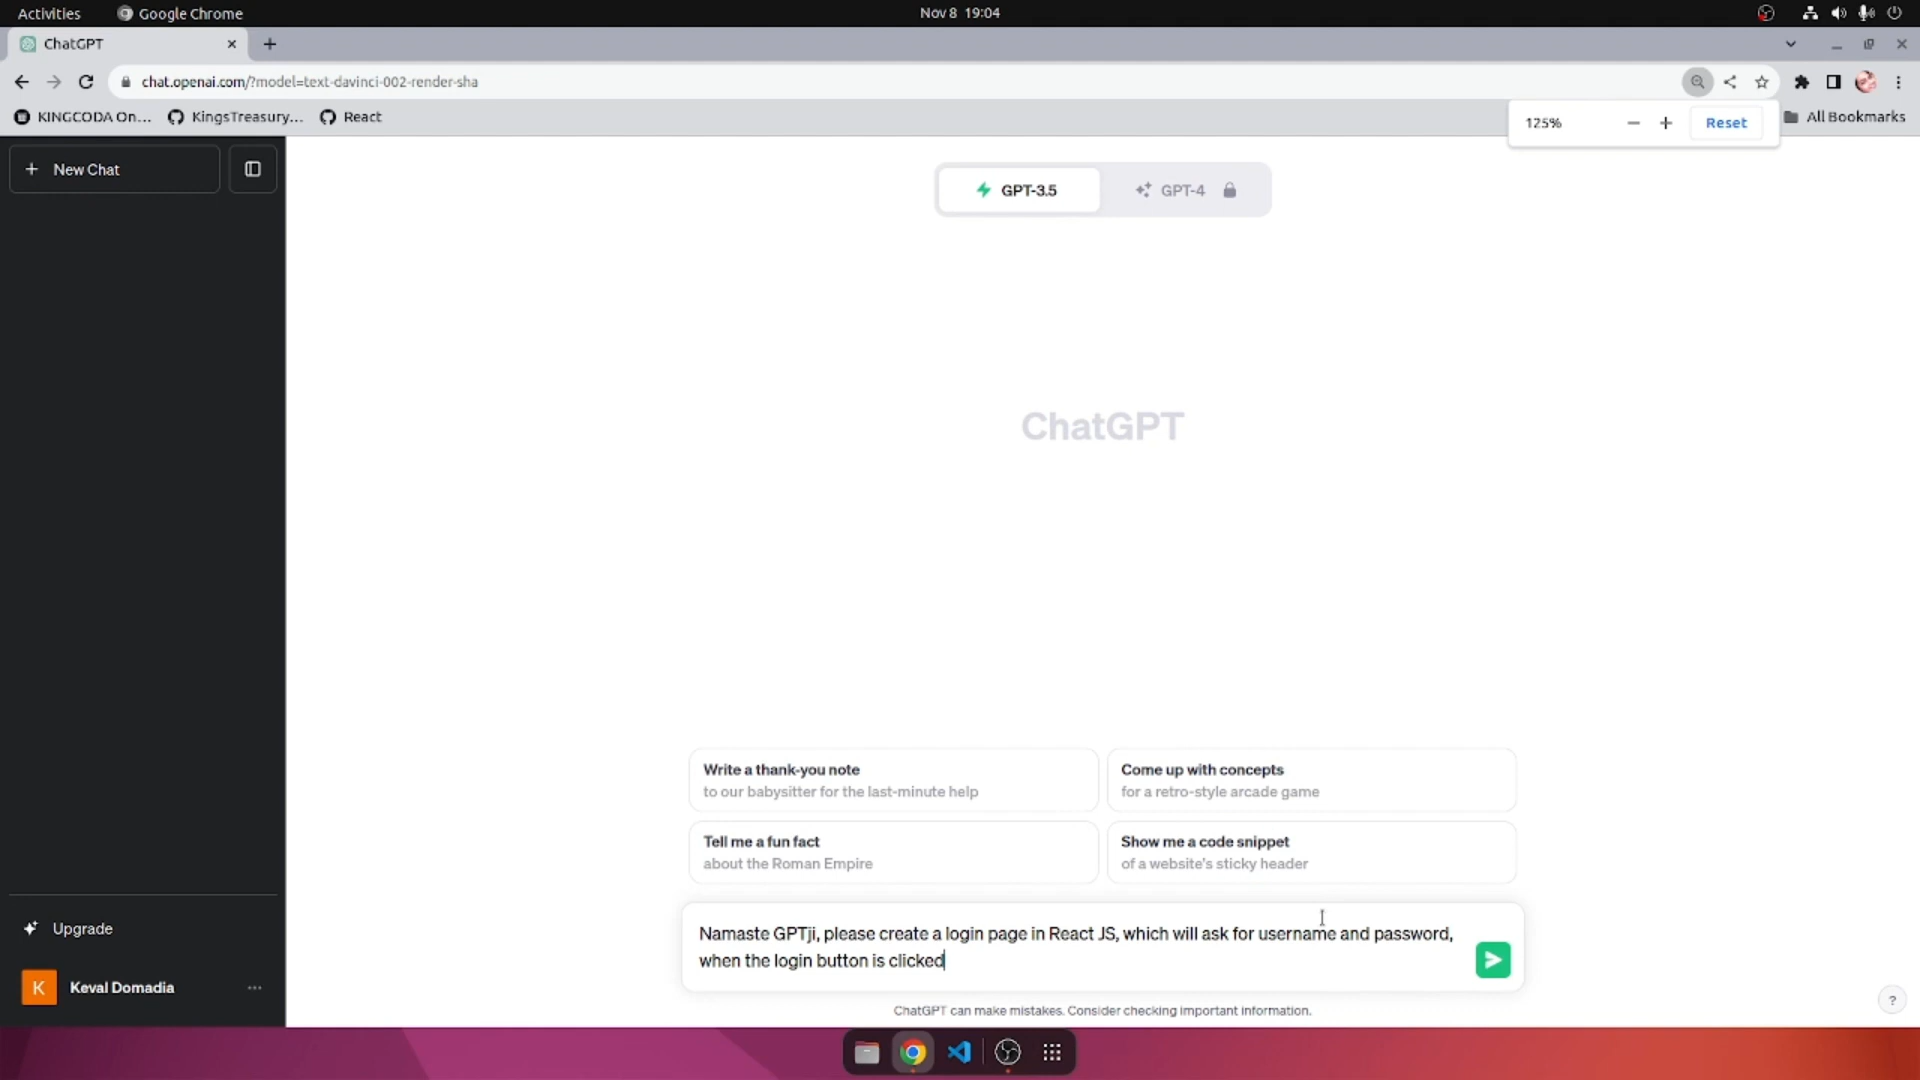 Activities
Google Chrome
Nov 8 19:04
ChatGPT
chat.openai.com/?model=text-davinci-002-render-sha
KINGCODA On...
KingsTreasury...
React
125%
Reset
All Bookmarks
New Chat
GPT-3.5
GPT-4
ChatGPT
Write a thank-you note
to our babysitter for the last-minute help
Come up with concepts
for a retro-style arcade game
Tell me a fun fact
about the Roman Empire
Show me a code snippet
of a website's sticky header
Upgrade
Namaste GPTji, please create a login page in React JS, which will ask for username and password,
when the login button is clicked
K
Keval Domadia
ChatGPT can make mistakes. Consider checking important information.
?